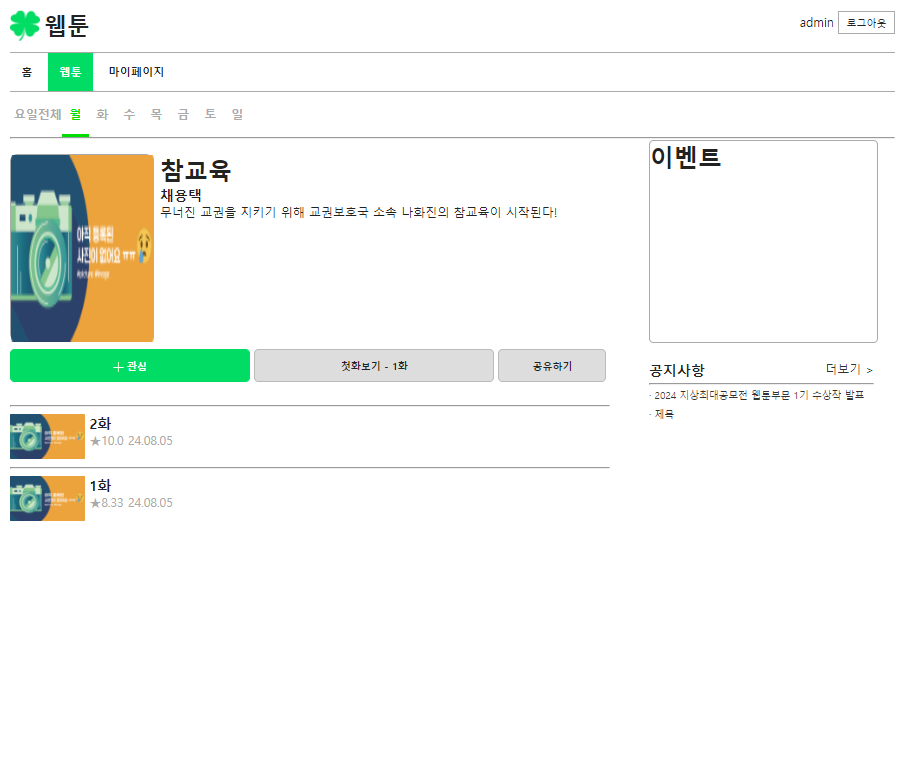 웹툰
admin 로그아웃
홈 웹툰 마이페이지
요일전체 월 화 수 목 금 토 일
아직 등록된
사진이 없어요 ㅠㅠ
#picture #image
참교육
채용택
무너진 교권을 지키기 위해 교권보호국 소속 나화진의 참교육이 시작된다!
+ 관심 첫화보기 - 1화 공유하기
2화
★10.0 24.08.05
1화
★8.33 24.08.05
이벤트
공지사항 더보기 >
· 2024 지상최대공모전 웹툰부문 1기 수상작 발표
· 제목